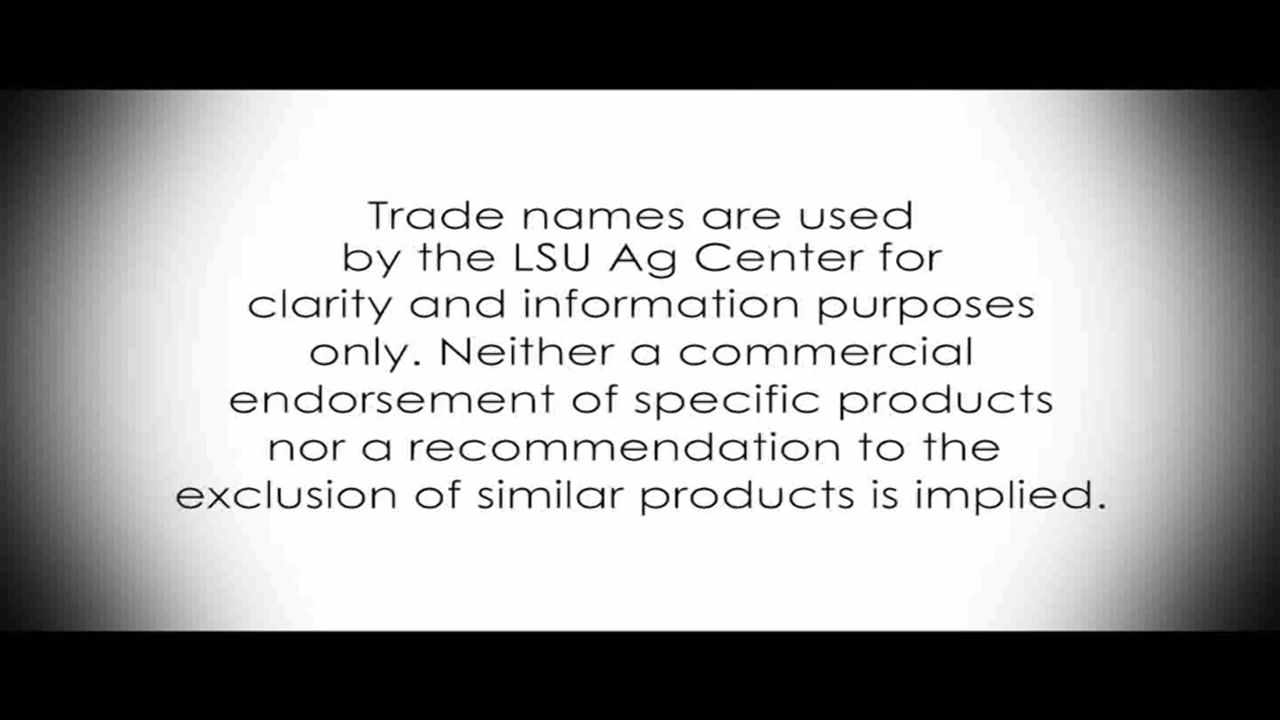 Trade names are used
by the LSU Ag Center for
clarity and information purposes
only. Neither a commercial
endorsement of specific products
nor a recommendation to the
exclusion of similar products is implied.